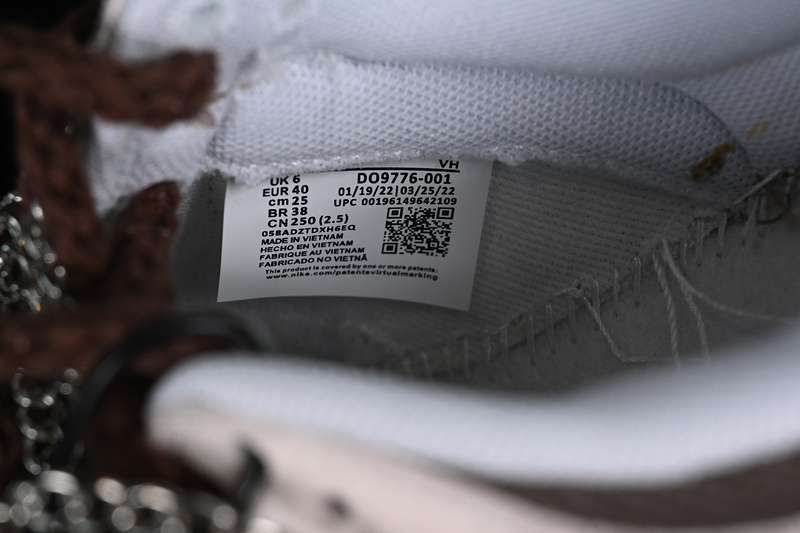 VH
UK 6 DO9776-001
EUR 40 01/19/22|03/25/22
cm 25 UPC 00196149642109
BR 38
CN 250 (2.5)
05BADZTDXH6EQ
MADE IN VIETNAM
HECHO EN VIETNAM
FABRIQUE AU VIETNAM
FABRICADO NO VIETNÃ
This product is covered by one or more patents:
www.nike.com/patentsvirtualmarking